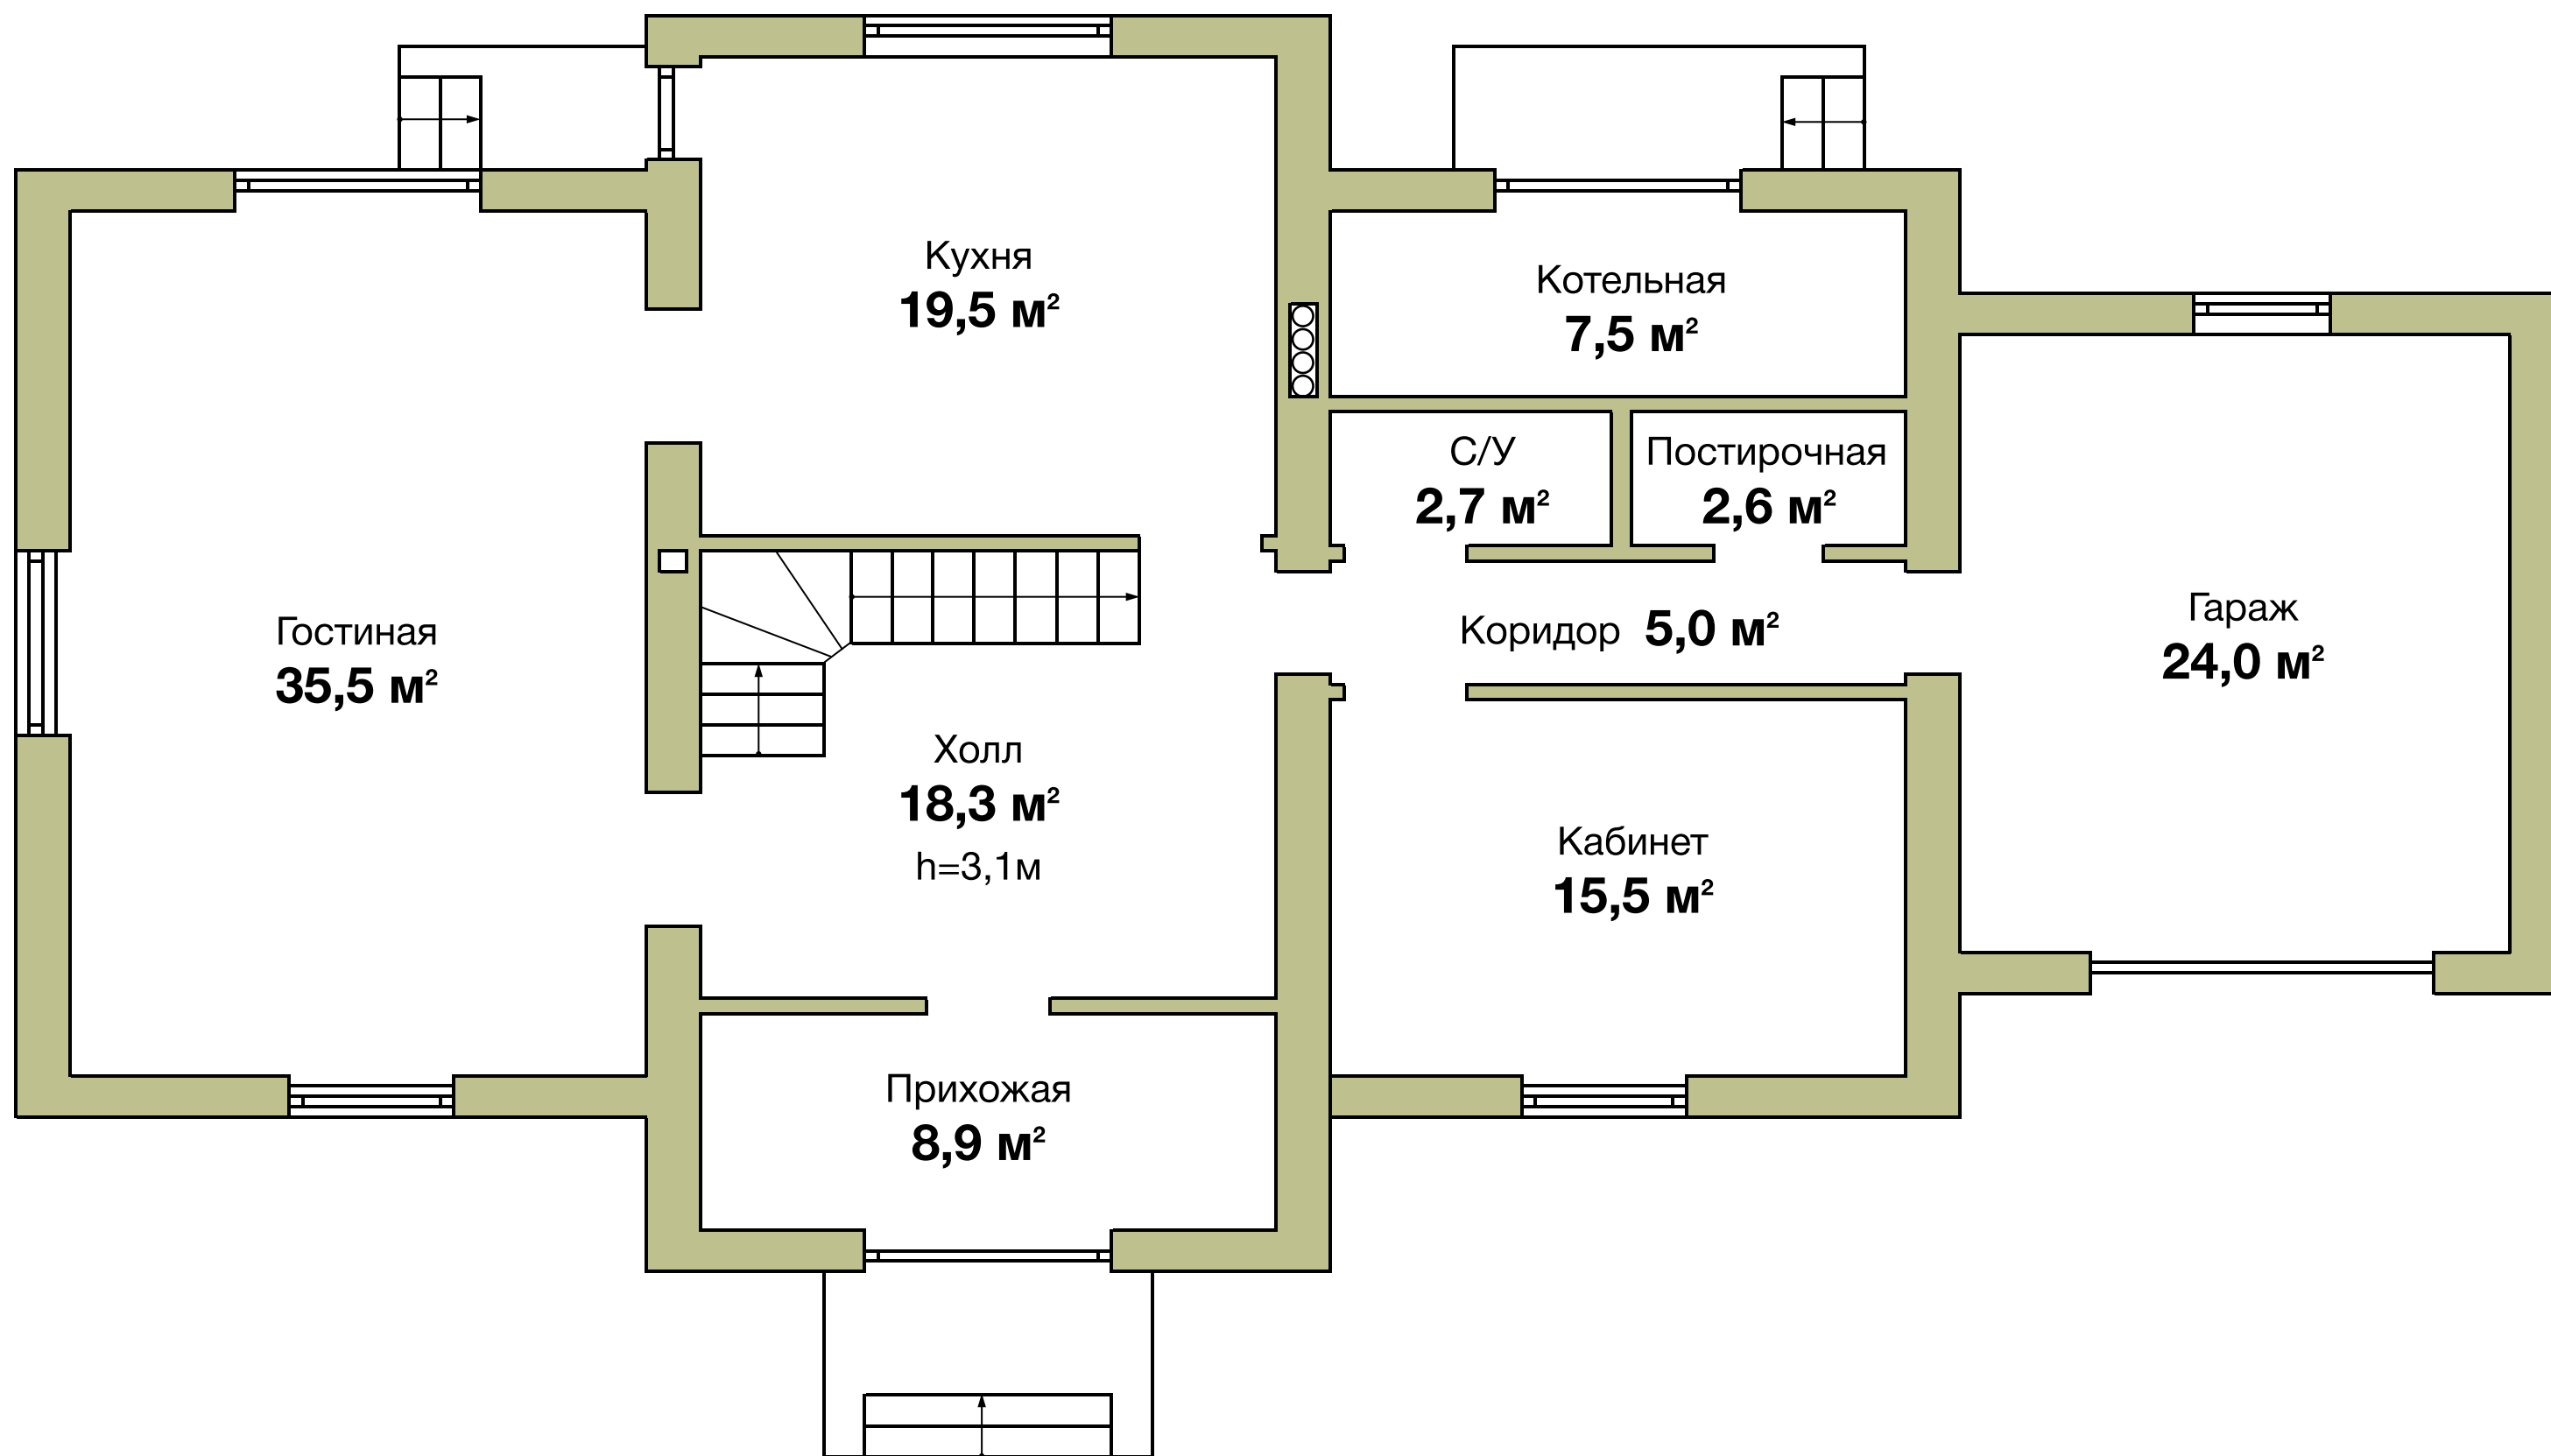 Кухня
19,5 м²
Котельная
7,5 м²
С/У
2,7 м²
Постирочная
2,6 м²
Гостиная
35,5 м²
Коридор 5,0 м²
Гараж
24,0 м²
Холл
18,3 м²
h=3,1м
Кабинет
15,5 м²
Прихожая
8,9 м²